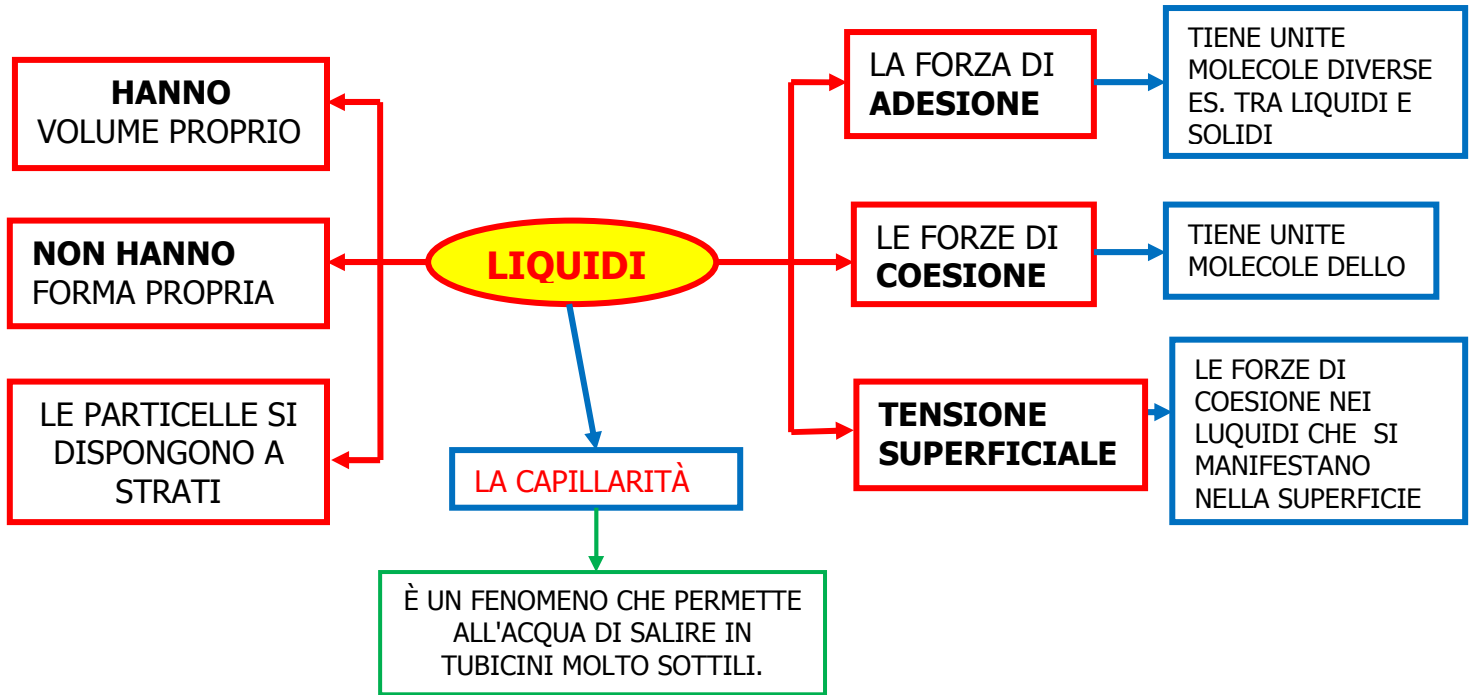 HANNO
VOLUME PROPRIO
NON HANNO
FORMA PROPRIA
LE PARTICELLE SI
DISPONGONO A
STRATI
LIQUIDI
LA CAPILLARITÀ
È UN FENOMENO CHE PERMETTE
ALL'ACQUA DI SALIRE IN
TUBICINI MOLTO SOTTILI.
LA FORZA DI
ADESIONE
TIENE UNITE
MOLECOLE DIVERSE
ES. TRA LIQUIDI E
SOLIDI
LE FORZE DI
COESIONE
TIENE UNITE
MOLECOLE DELLO
TENSIONE
SUPERFICIALE
LE FORZE DI
COESIONE NEI
LUQUIDI CHE SI
MANIFESTANO
NELLA SUPERFICIE